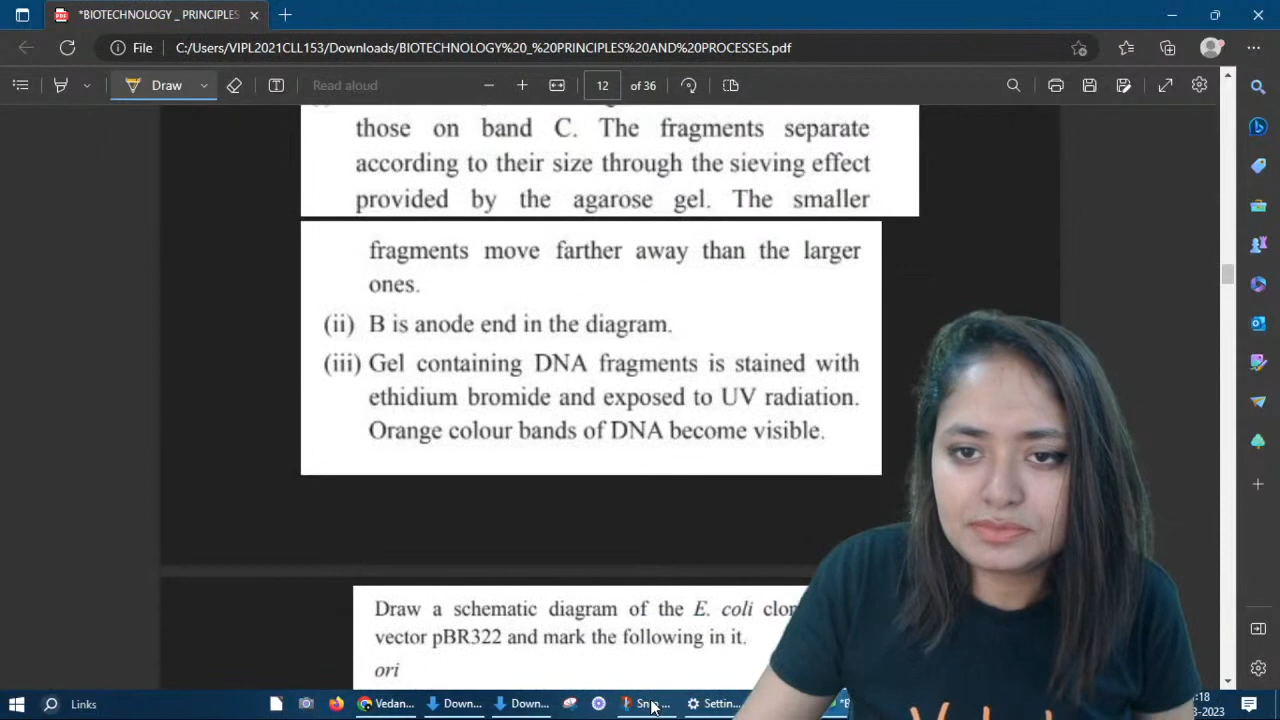 *BIOTECHNOLOGY _ PRINCIPLES
File
C:/Users/VIPL2021CLL153/Downloads/BIOTECHNOLOGY%20_%20PRINCIPLES%20AND%20PROCESSES.pdf
Draw
Read aloud
12
of 36
those on band C. The fragments separate
according to their size through the sieving effect
provided by the agarose gel. The smaller
fragments move farther away than the larger
ones.
(ii) B is anode end in the diagram.
(iii) Gel containing DNA fragments is stained with
ethidium bromide and exposed to UV radiation.
Orange colour bands of DNA become visible.
Draw a schematic diagram of the E. coli clon
vector pBR322 and mark the following in it.
ori
Links
Vedan...
Down...
Down...
Settin...
:18
-2023